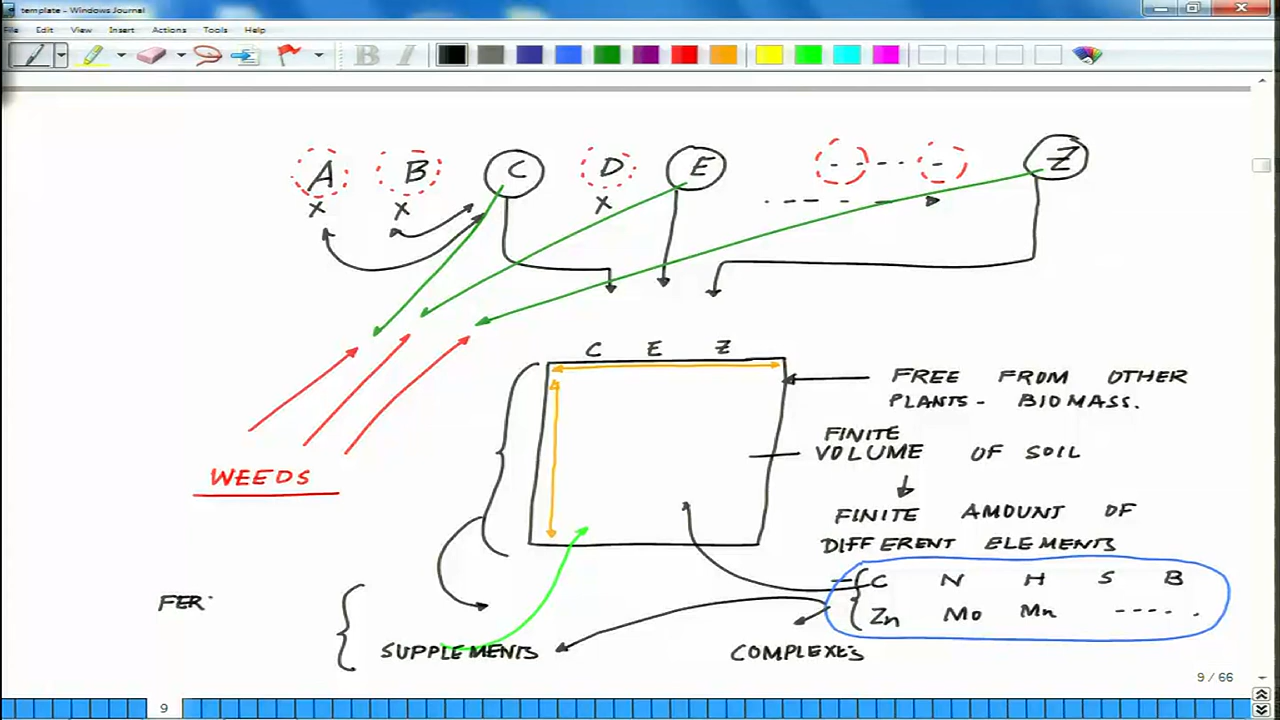 template - Windows Journal
File Edit View Insert Actions Tools Help
B I
A B C D E - - - - - Z
x x x
C E Z
FREE FROM OTHER
PLANTS - BIOMASS.
FINITE
VOLUME OF SOIL
WEEDS
FINITE AMOUNT OF
DIFFERENT ELEMENTS
C N H S B
Zn Mo Mn ---- .
FER
SUPPLEMENTS COMPLEXES
9 / 66
9